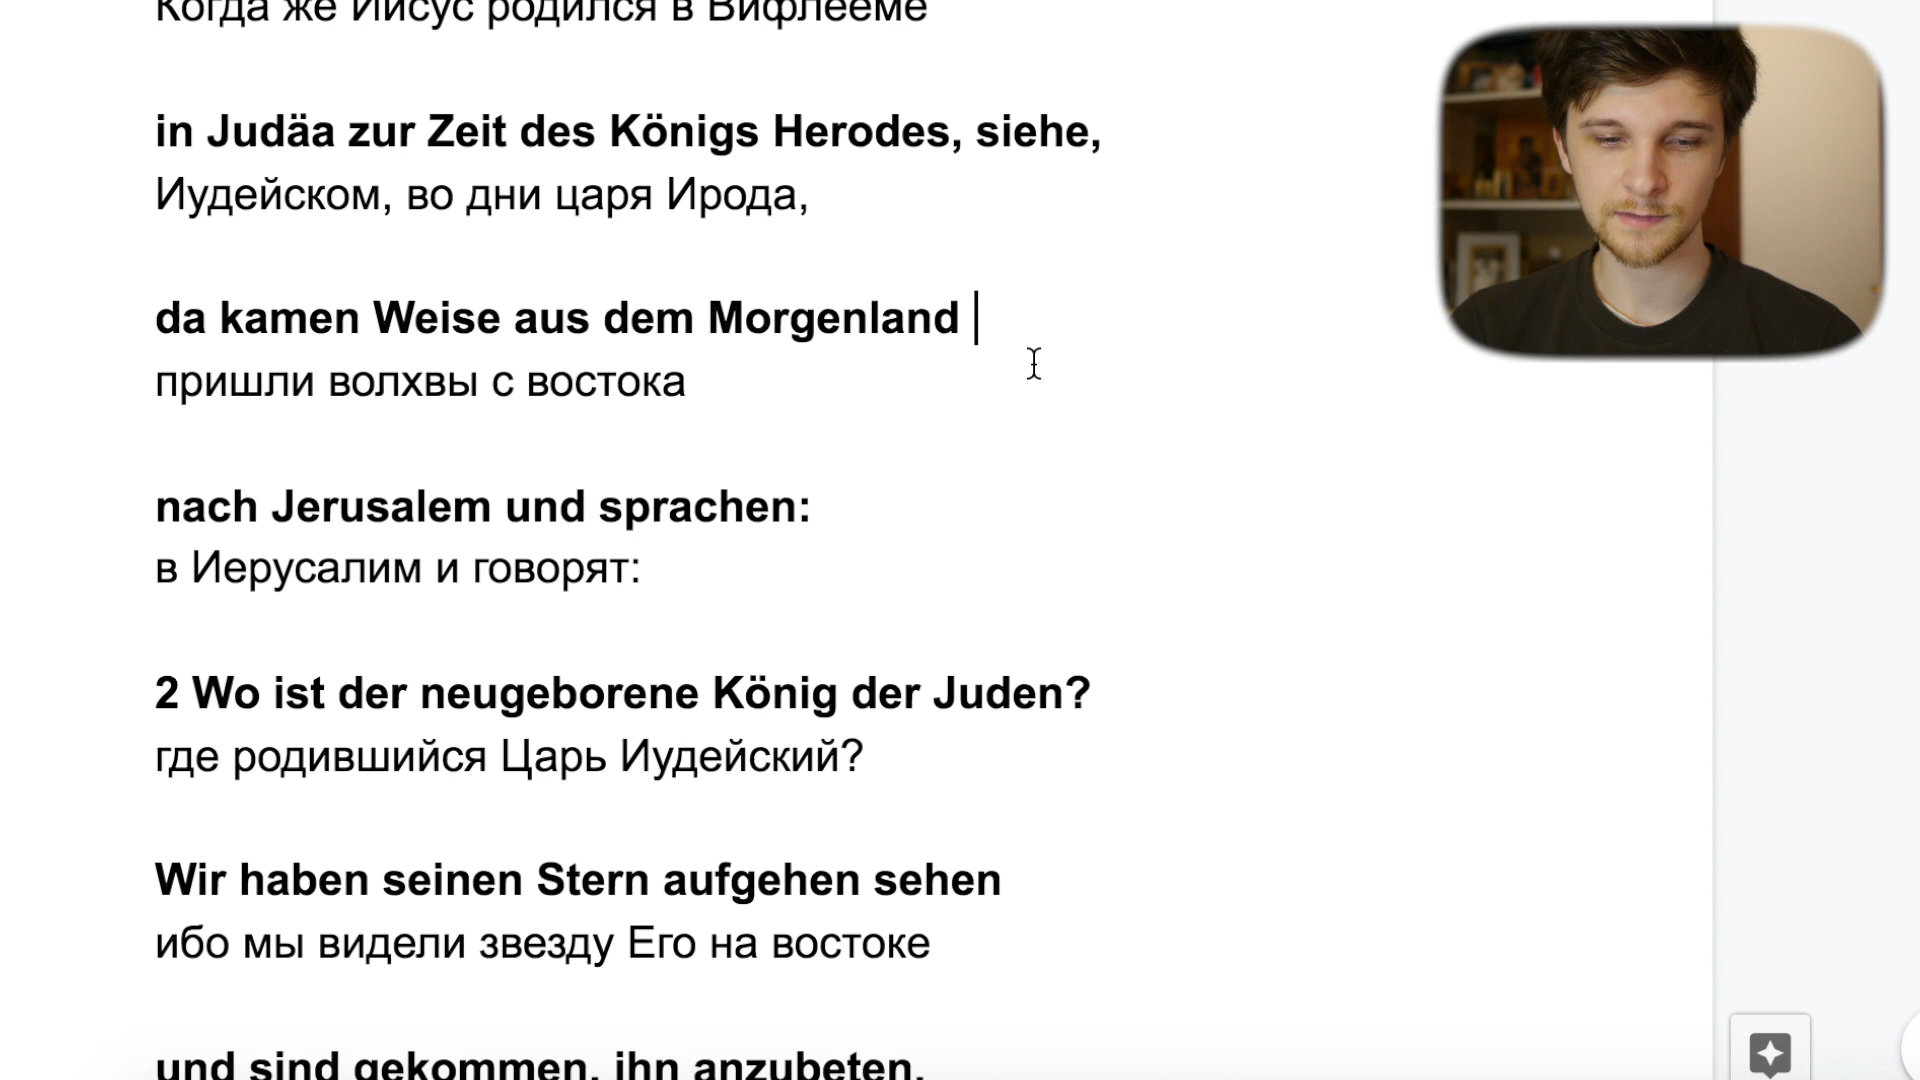 Когда же Иисус родился в Вифлееме
in Judäa zur Zeit des Königs Herodes, siehe,
Иудейском, во дни царя Ирода,
da kamen Weise aus dem Morgenland
пришли волхвы с востока
nach Jerusalem und sprachen:
в Иерусалим и говорят:
2 Wo ist der neugeborene König der Juden?
где родившийся Царь Иудейский?
Wir haben seinen Stern aufgehen sehen
ибо мы видели звезду Его на востоке
und sind gekommen, ihn anzubeten.